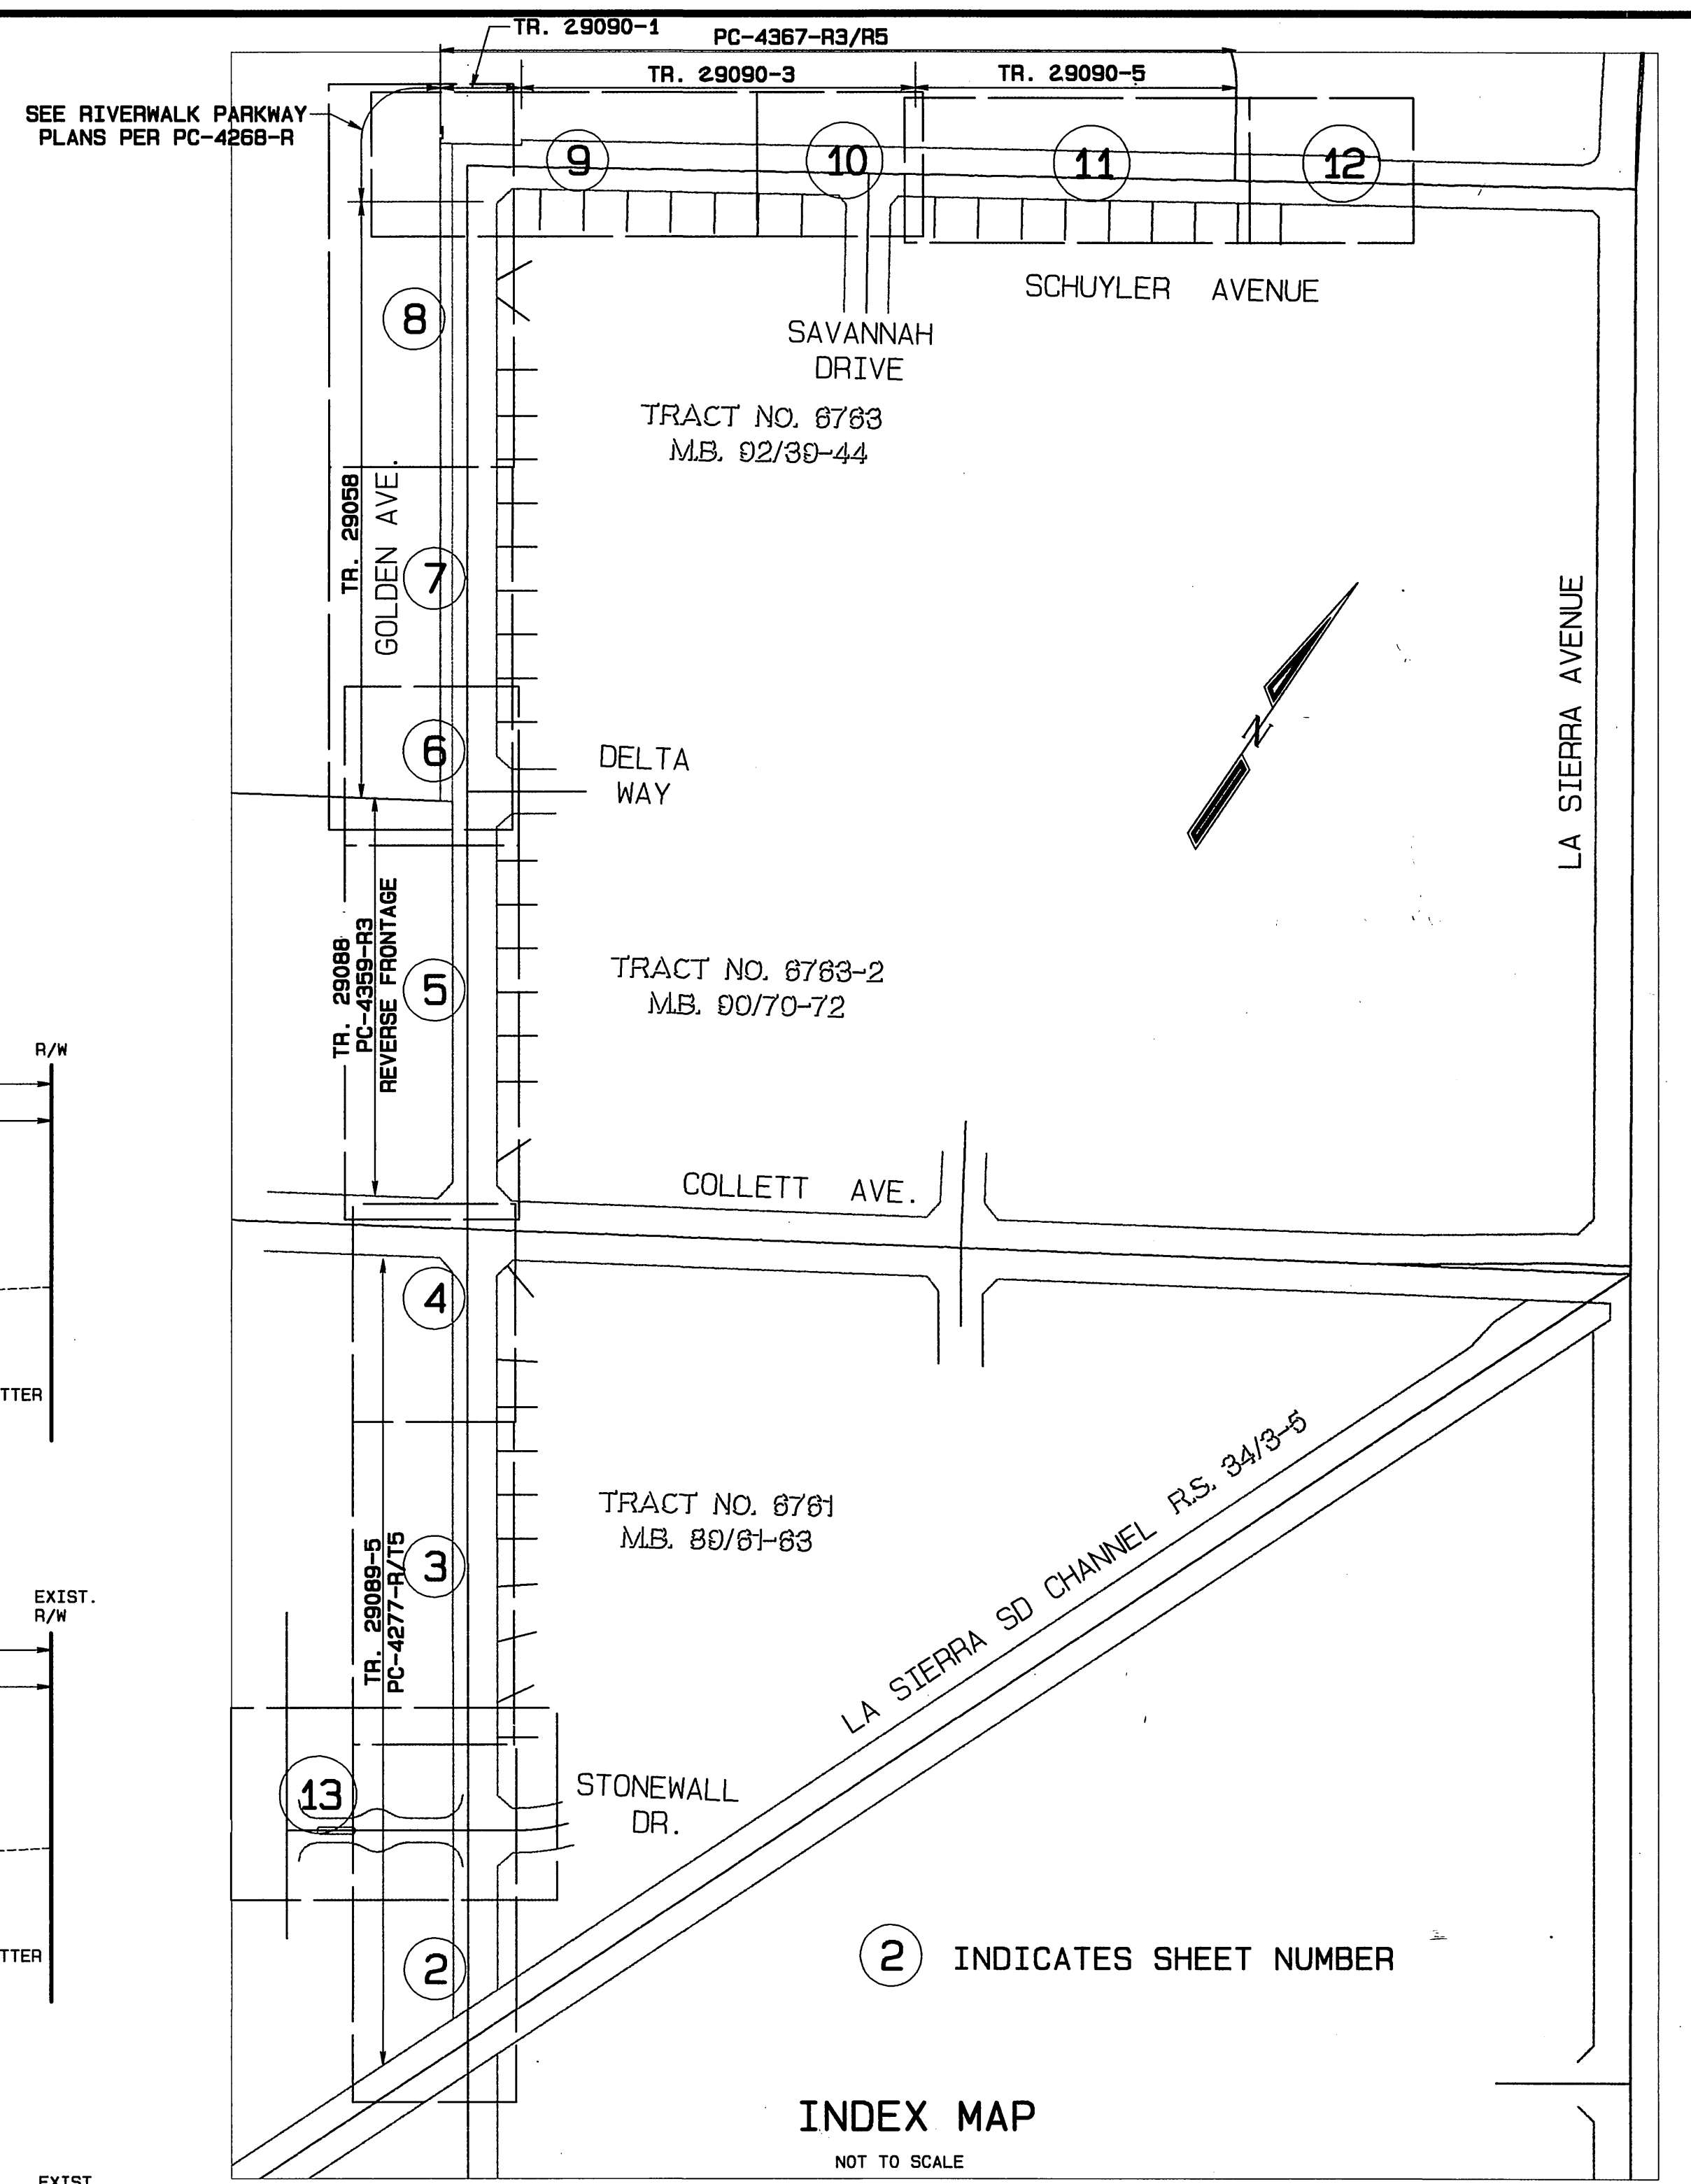 TR. 29090-1
PC-4367-R3/R5
TR. 29090-3
TR. 29090-5
SEE RIVERWALK PARKWAY
PLANS PER PC-4268-R
9
10
11
12
SCHUYLER AVENUE
8
SAVANNAH
DRIVE
TRACT NO. 6763
M.B. 92/39-44
TR. 29058
GOLDEN AVE.
7
LA SIERRA AVENUE
N
6
DELTA
WAY
TR. 29088
PC-4359-R3
REVERSE FRONTAGE
5
TRACT NO. 6763-2
M.B. 90/70-72
R/W
COLLETT AVE.
4
TTER
LA SIERRA SD CHANNEL R.S. 34/3-5
TRACT NO. 6761
M.B. 89/61-63
TR. 29089-5
PC-4277-R/T5
3
EXIST.
R/W
13
STONEWALL
DR.
2
2 INDICATES SHEET NUMBER
TTER
INDEX MAP
NOT TO SCALE
EXIST.